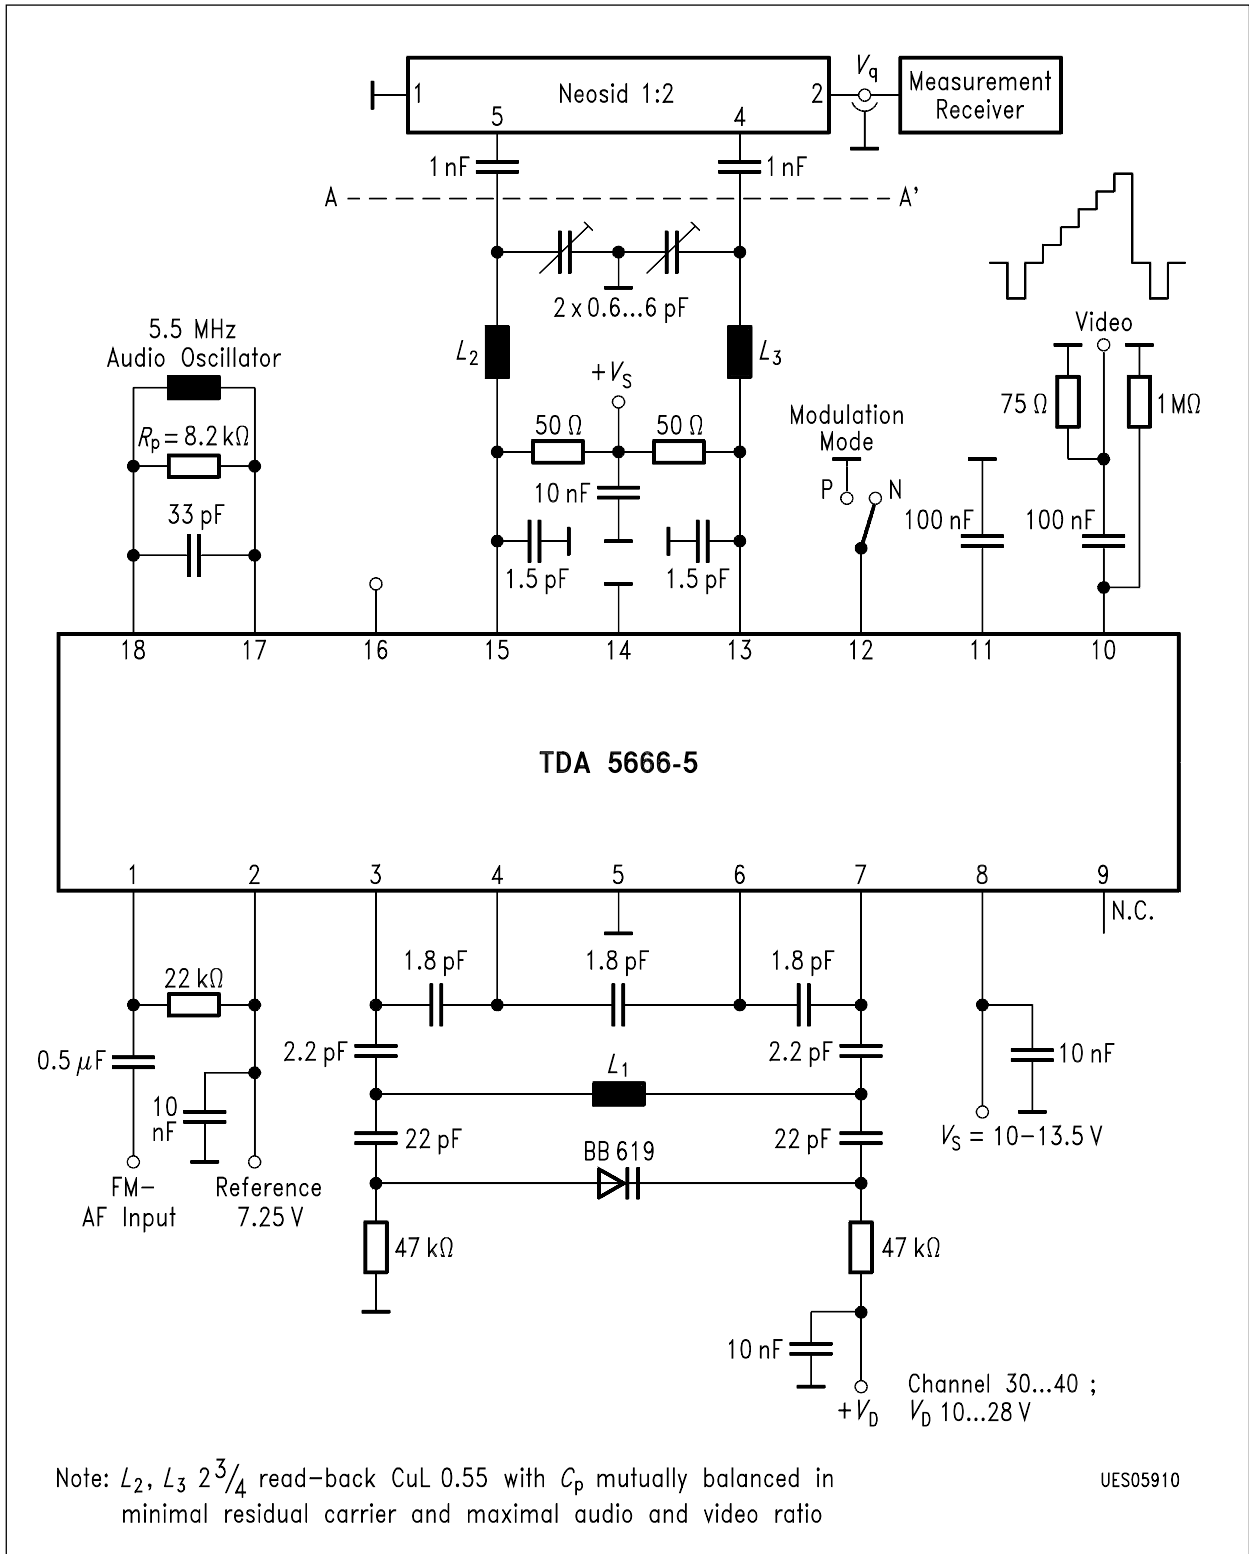 1 Neosid 1:2 2
5 4
V_q
Measurement
Receiver
1 nF 1 nF
A A'
2 x 0.6...6 pF
Video
5.5 MHz
Audio Oscillator
L₂ L₃
+V_S
75 Ω 1 MΩ
R_p = 8.2 kΩ
50 Ω 50 Ω
Modulation
Mode
P N
33 pF
10 nF
100 nF 100 nF
1.5 pF 1.5 pF
18 17 16 15 14 13 12 11 10
TDA 5666-5
1 2 3 4 5 6 7 8 9
N.C.
22 kΩ
1.8 pF 1.8 pF 1.8 pF
0.5 μF
2.2 pF 2.2 pF
10 nF
L₁
10
nF
22 pF 22 pF
V_S = 10-13.5 V
BB 619
FM-
AF Input
Reference
7.25 V
47 kΩ 47 kΩ
10 nF
+V_D
Channel 30...40 ;
V_D 10...28 V
Note: L₂, L₃ 2 3/4 read-back CuL 0.55 with C_p mutually balanced in
minimal residual carrier and maximal audio and video ratio
UES05910